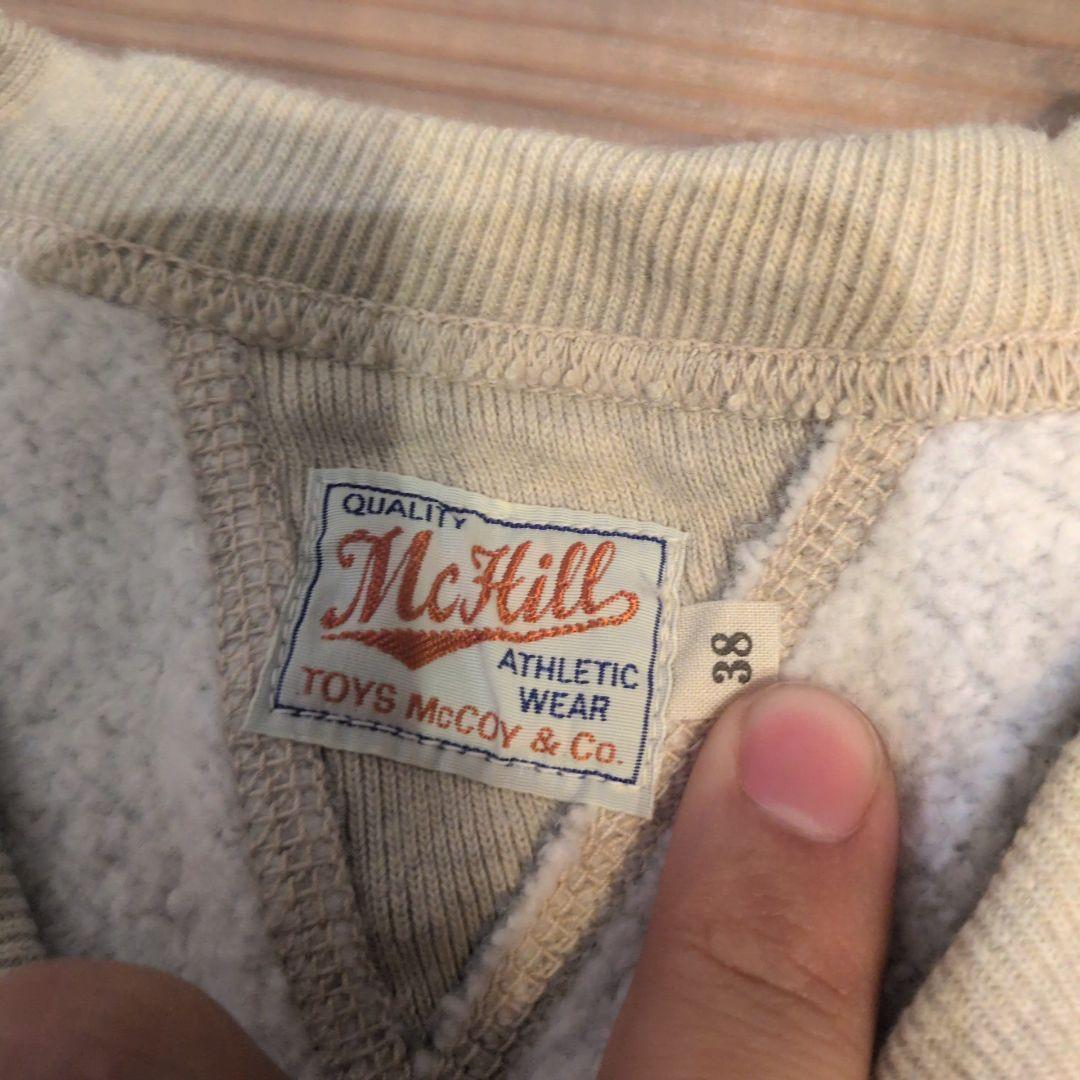 QUALITY
McHill
ATHLETIC
WEAR
TOYS McCOY & Co.
38